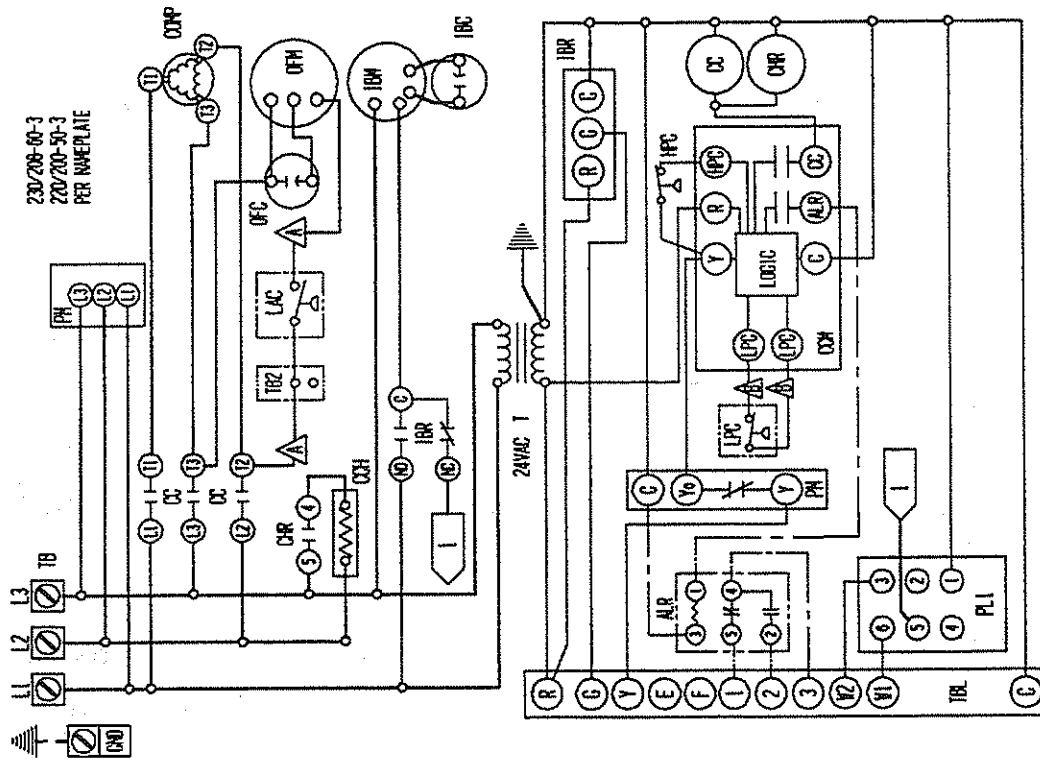 230/208-60-3
220/200-50-3
PER NAMEPLATE
COMP
T1
T2
T3
PM
L3
L2
L1
OFM
OFC
A
LAC
TB2
A
IBM
IBC
TB
L1
L2
L3
GND
L1
CC
T1
L3
CC
T3
L2
T2
CHR
5
4
CCH
NO
C
IBR
NC
1
24VAC T
IBR
R
G
C
CC
CHR
HPC
Y
R
HPC
LOGIC
C
ALR
CC
LPC
LPC
CCM
LPC
B
B
C
Yo
Y
PM
1
ALR
3
1
5
4
2
6
3
5
2
4
1
PL1
R
G
Y
E
F
1
2
3
W2
W1
TBL
C